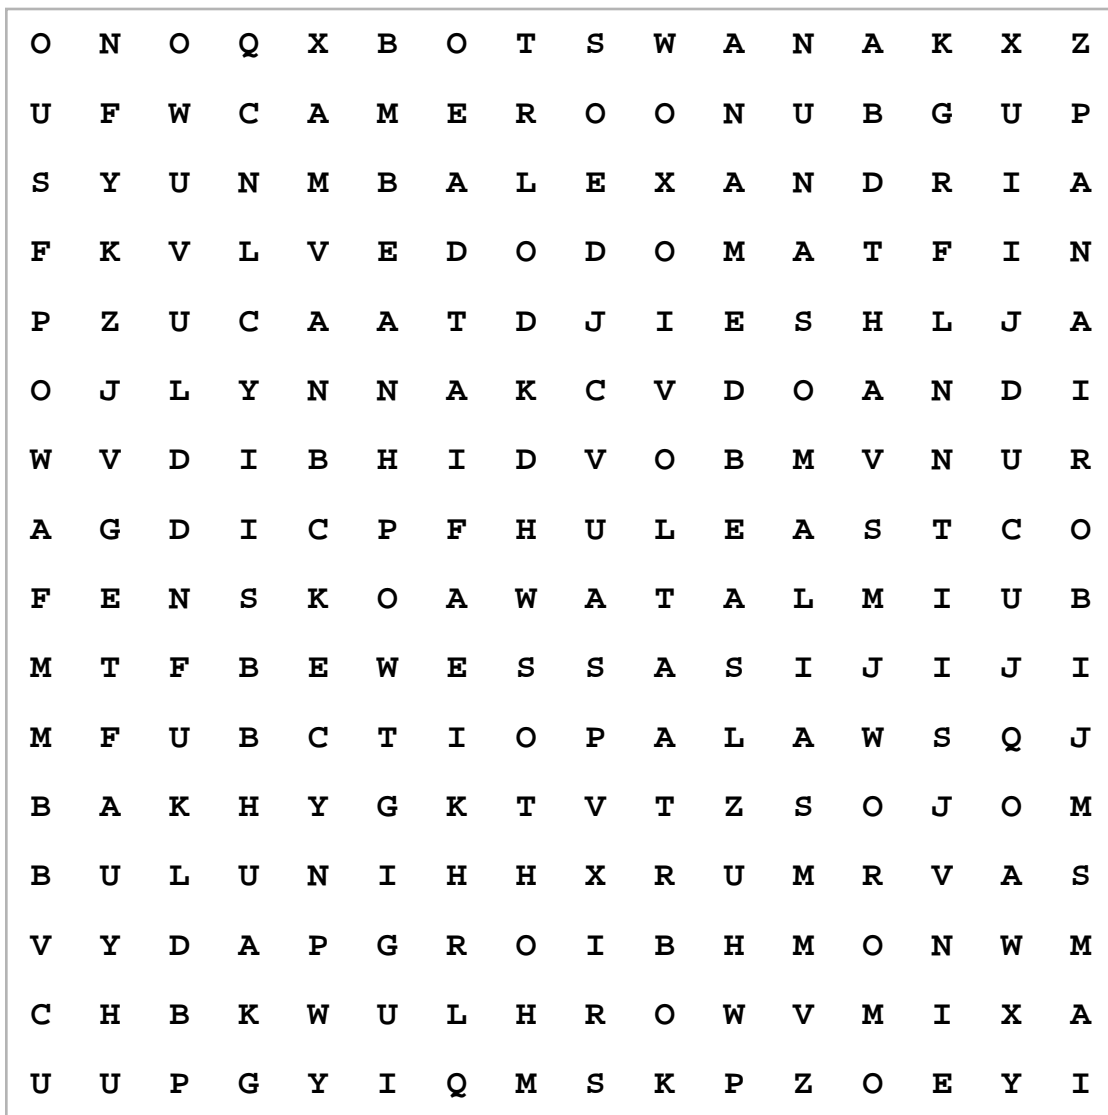 O N O Q X B O T S W A N A K X Z
U F W C A M E R O O N U B G U P
S Y U N M B A L E X A N D R I A
F K V L V E D O D O M A T F I N
P Z U C A A T D J I E S H L J A
O J L Y N N A K C V D O A N D I
W V D I B H I D V O B M V N U R
A G D I C P F H U L E A S T C O
F E N S K O A W A T A L M I U B
M T F B E W E S S A S I J I J I
M F U B C T I O P A L A W S Q J
B A K H Y G K T V T Z S O J O M
B U L U N I H H X R U M R V A S
V Y D A P G R O I B H M O N W M
C H B K W U L H R O W V M I X A
U U P G Y I Q M S K P Z O E Y I